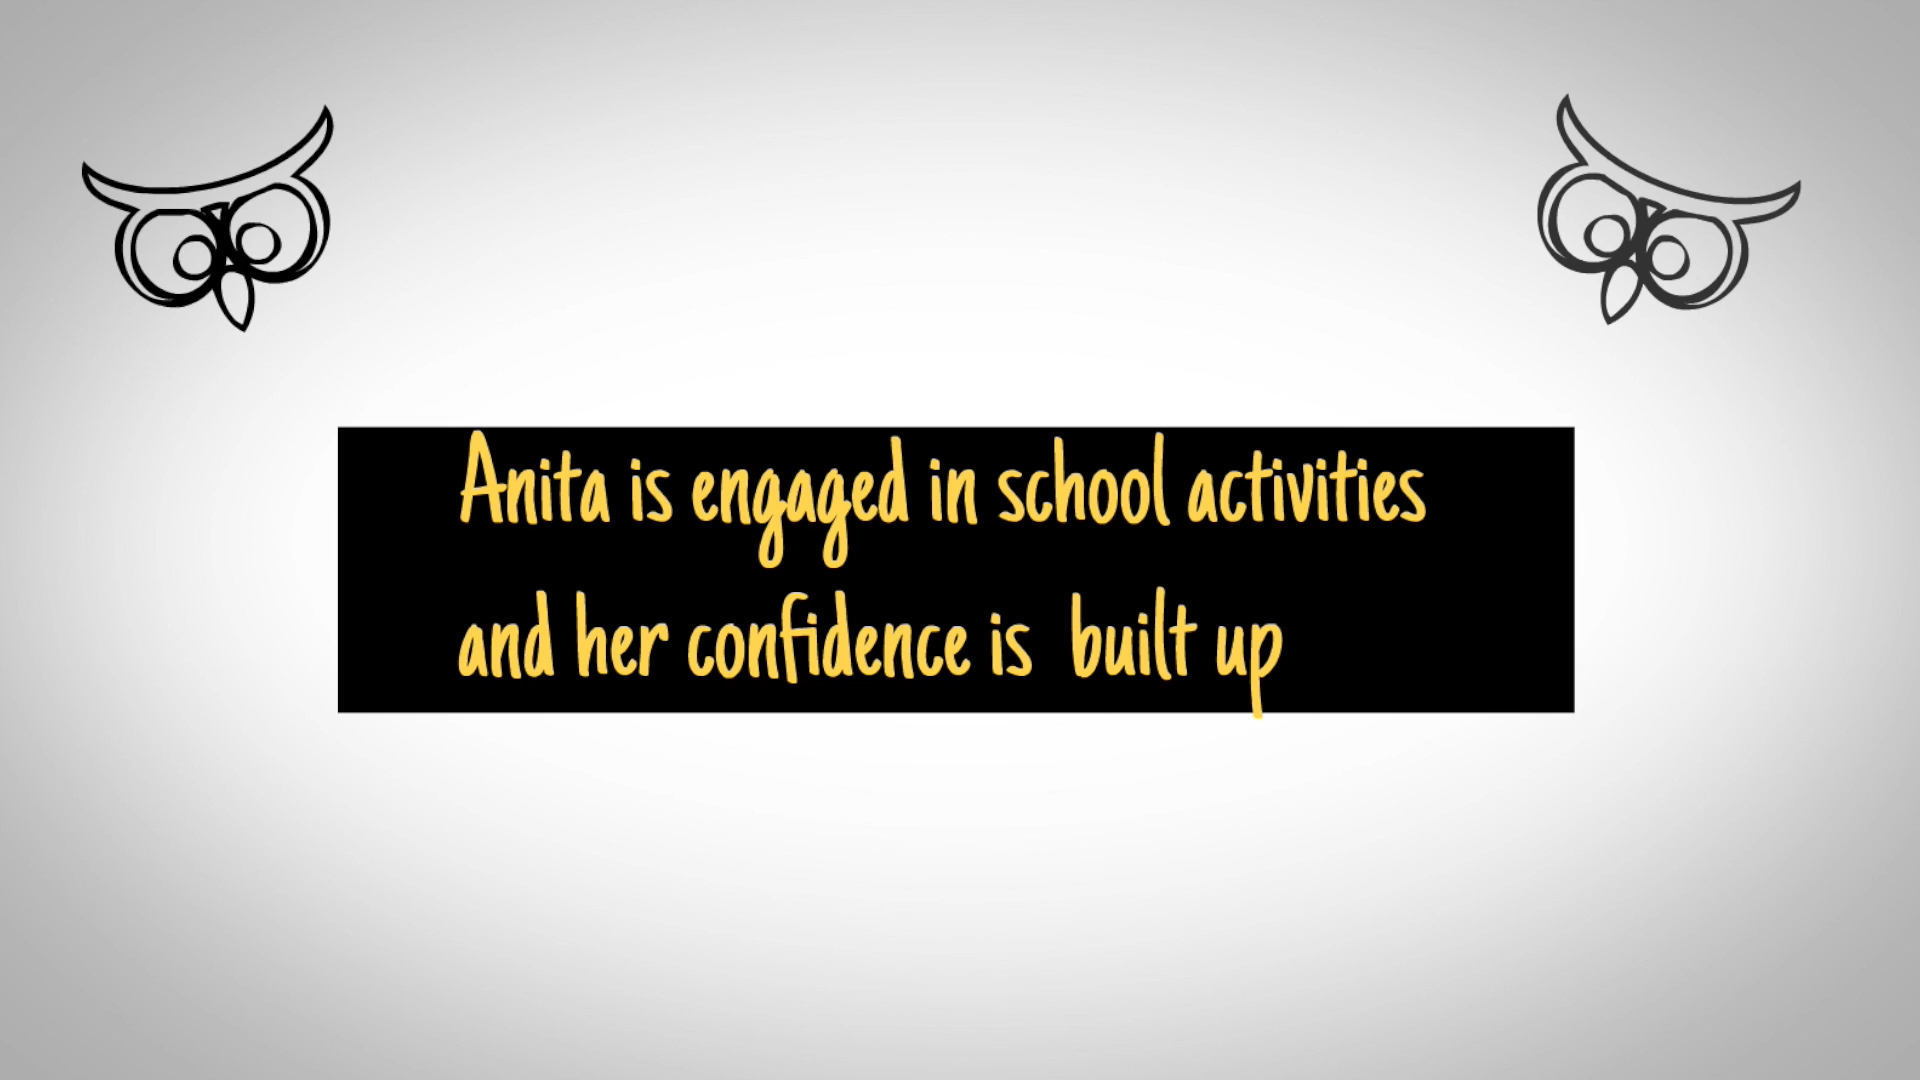 Anita is engaged in school activities
and her confidence is  built up